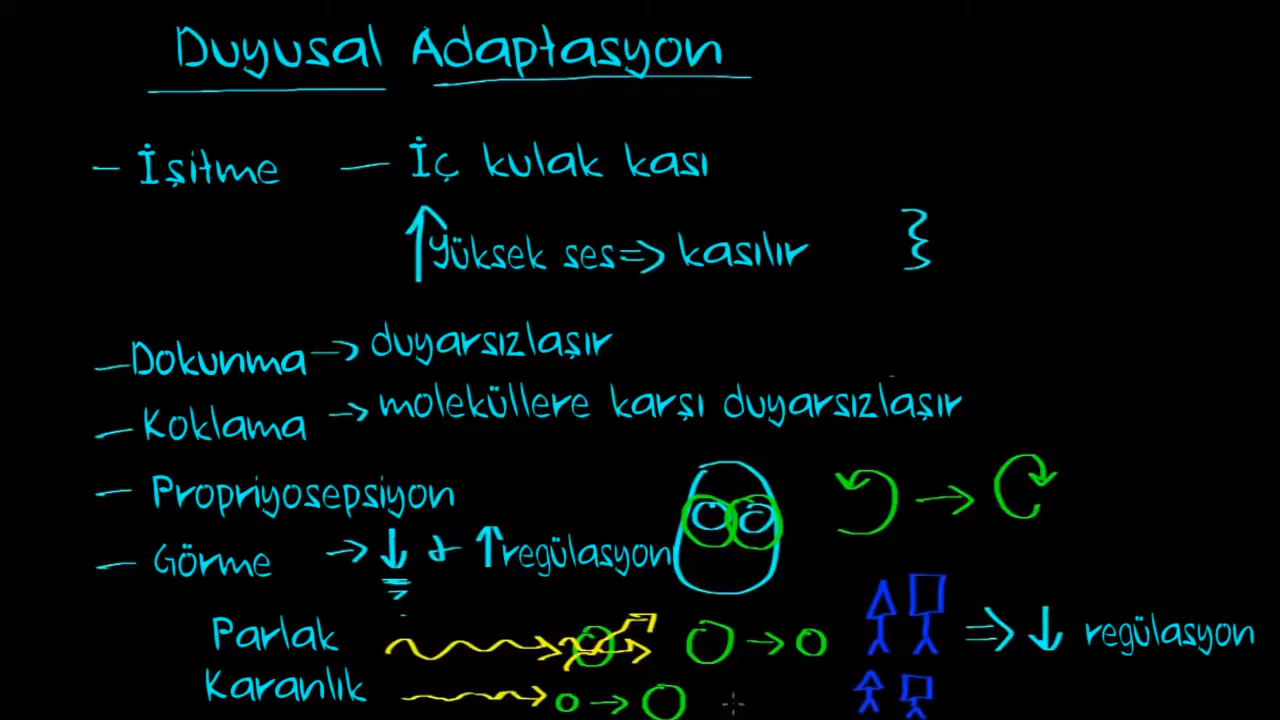 Duyusal Adaptasyon
- İşitme — İç kulak kası
↑yüksek ses => kasılır }
- Dokunma -> duyarsızlaşır
- Koklama -> moleküllere karşı duyarsızlaşır
- Propriyosepsiyon
- Görme -> ↓ + ↑regülasyon
Parlak => ↓ regülasyon
Karanlık